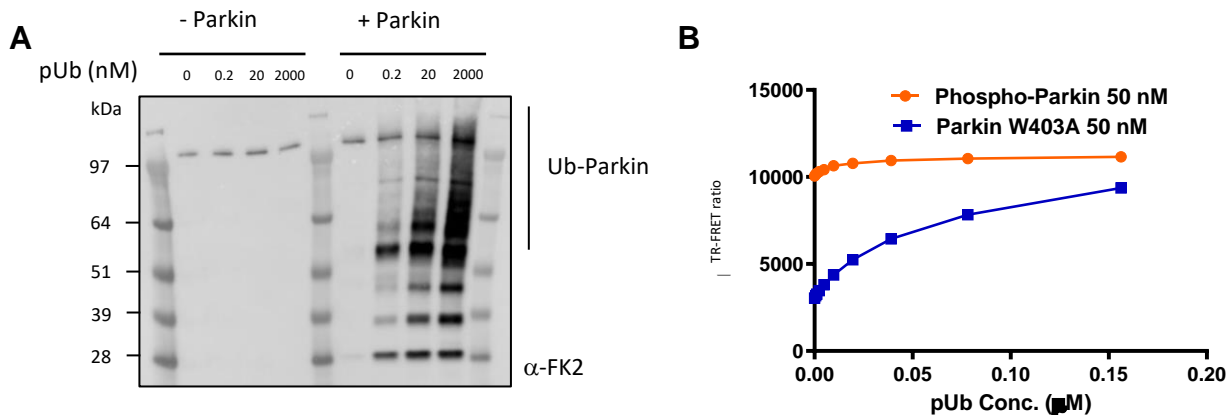 A
- Parkin
+ Parkin
pUb (nM)
0 0.2 20 2000
0 0.2 20 2000
kDa
97
64
51
39
28
Ub-Parkin
α-FK2
B
Phospho-Parkin 50 nM
Parkin W403A 50 nM
15000
10000
5000
0
TR-FRET ratio
0.00 0.05 0.10 0.15 0.20
pUb Conc. (M)